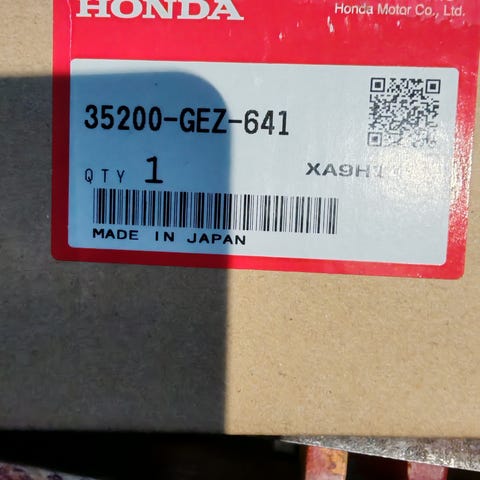 HONDA
Honda Motor Co., Ltd.
35200-GEZ-641
QTY 1
MADE IN JAPAN